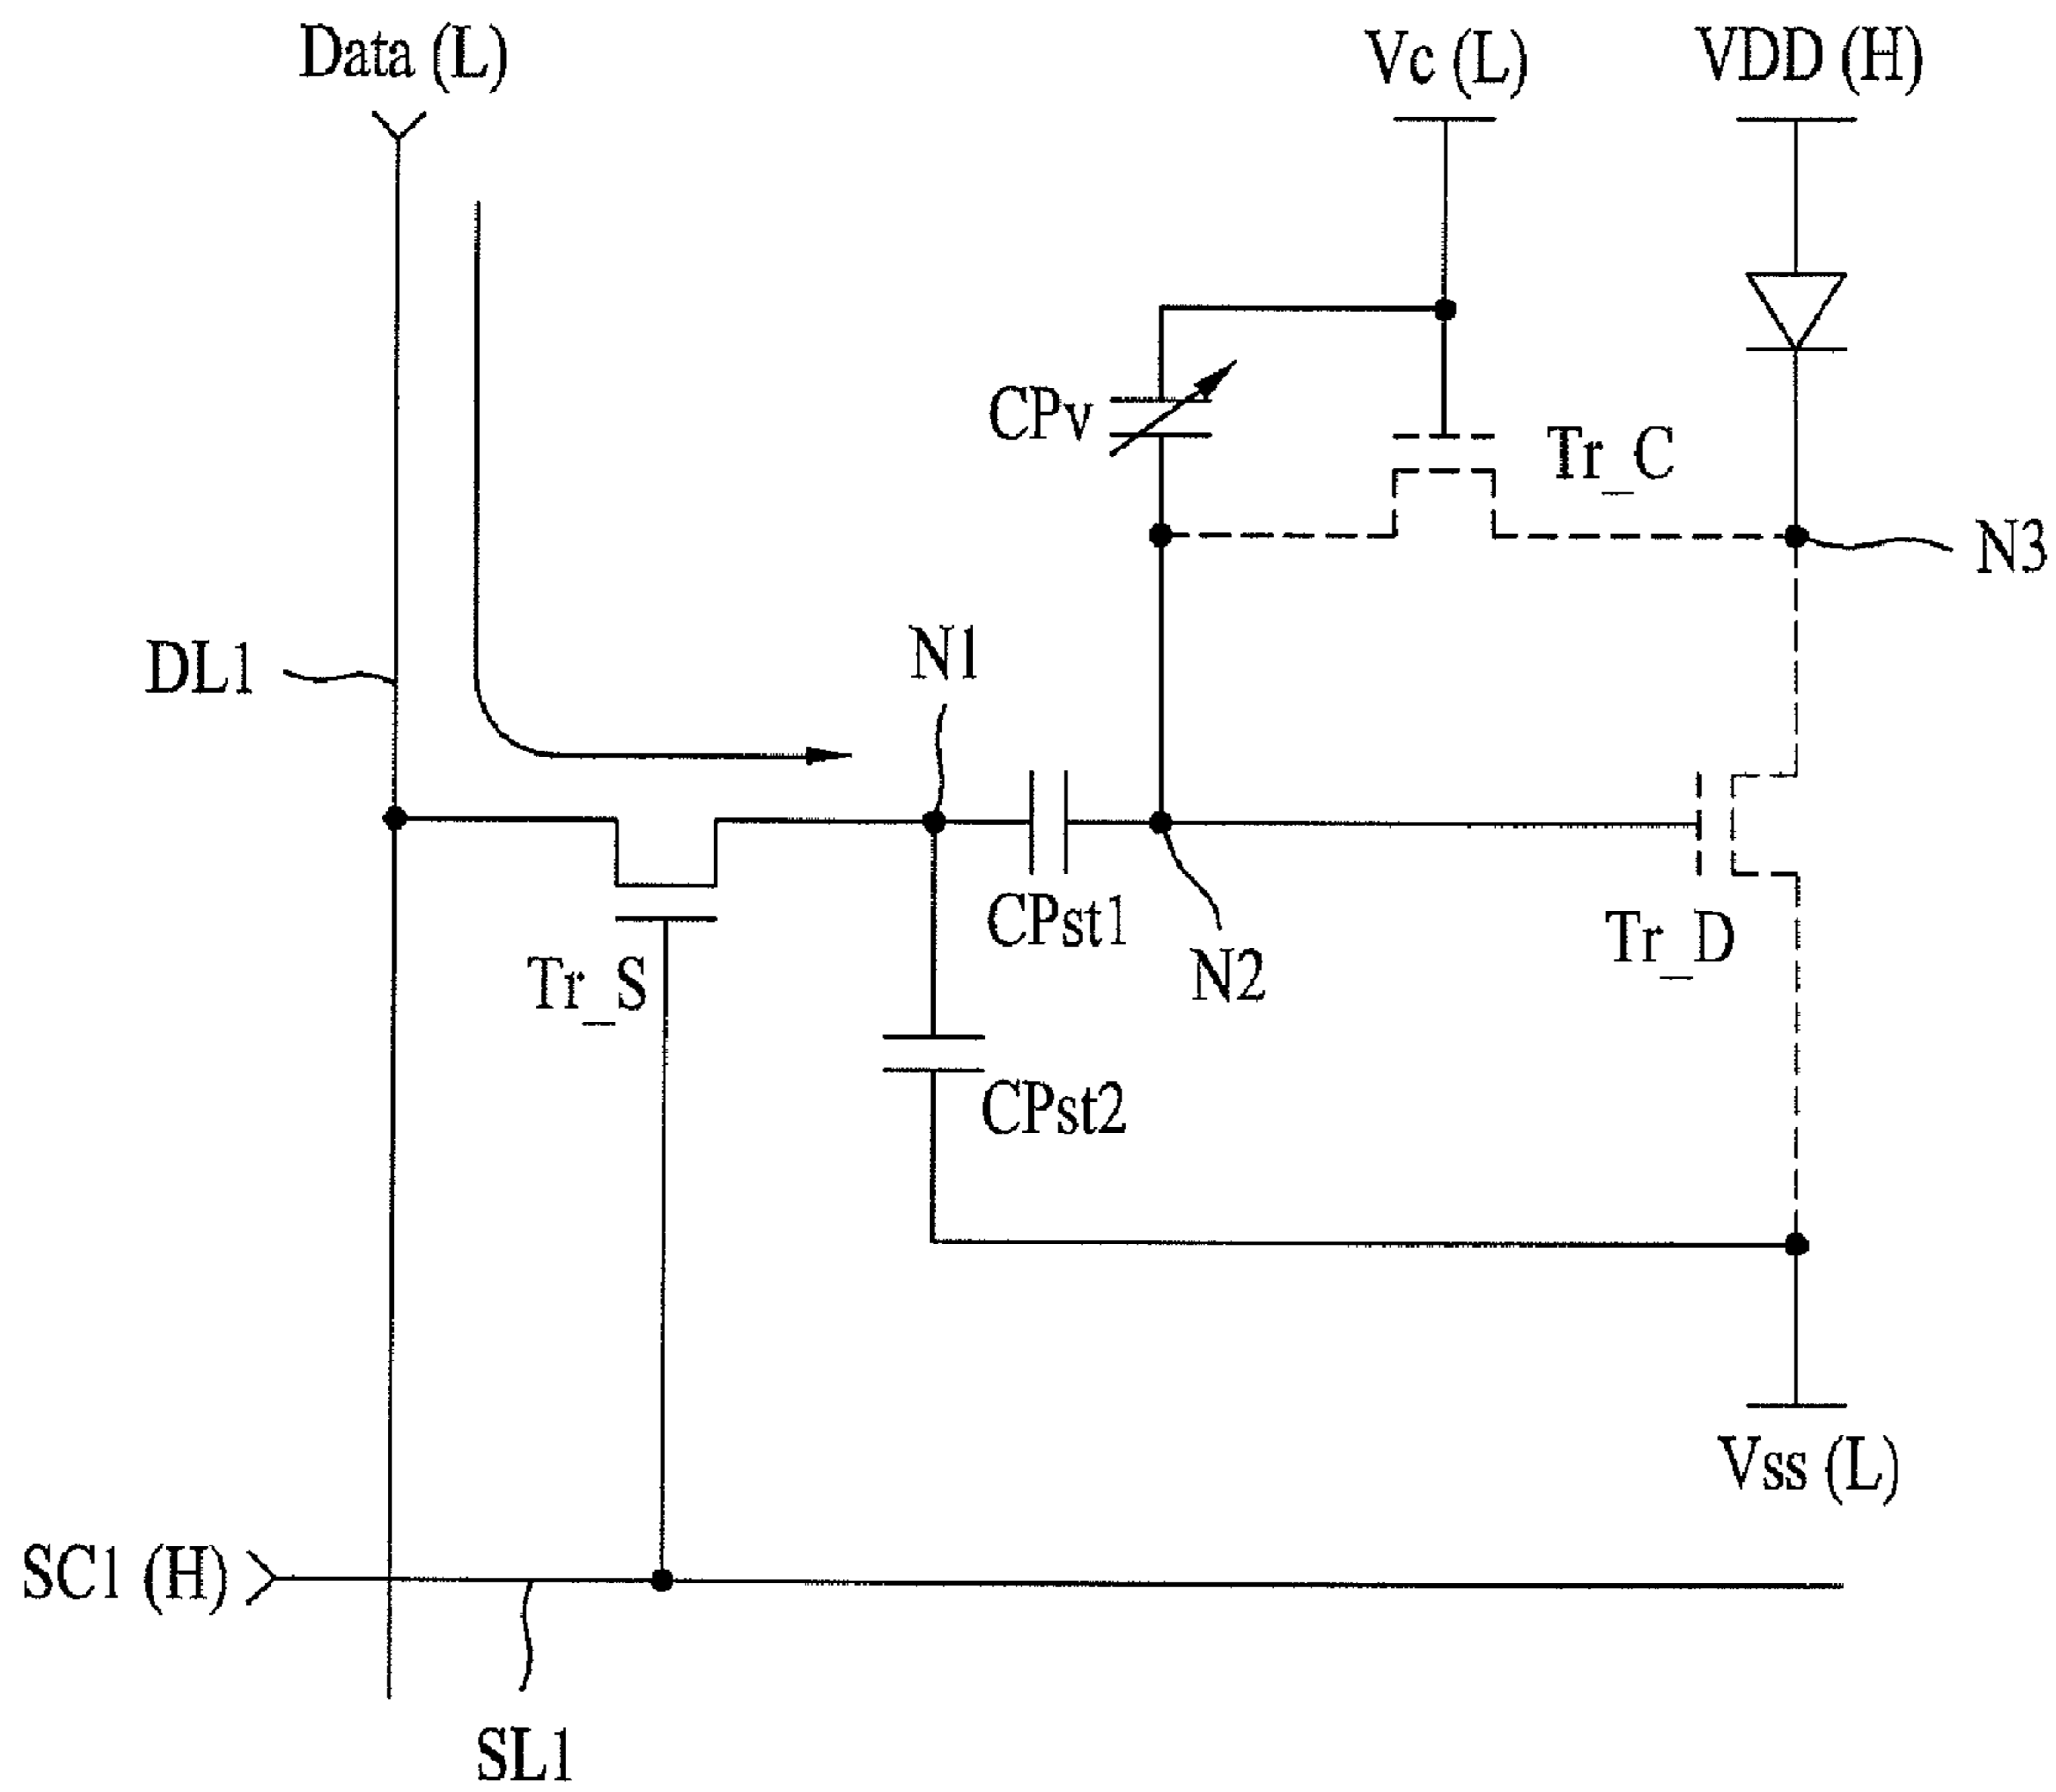 Data (L)
Vc (L)
VDD (H)
CPv
Tr_C
N3
DL1
N1
CPst1
N2
Tr_D
Tr_S
CPst2
Vss (L)
SC1 (H)
SL1